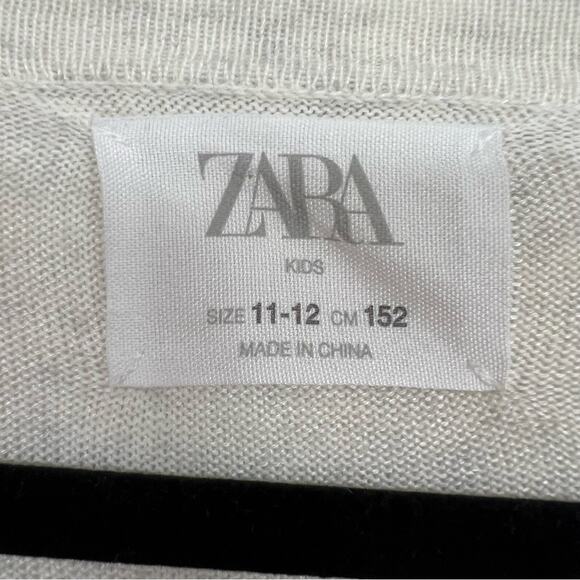 ZARA
KIDS
SIZE 11-12 CM 152
MADE IN CHINA